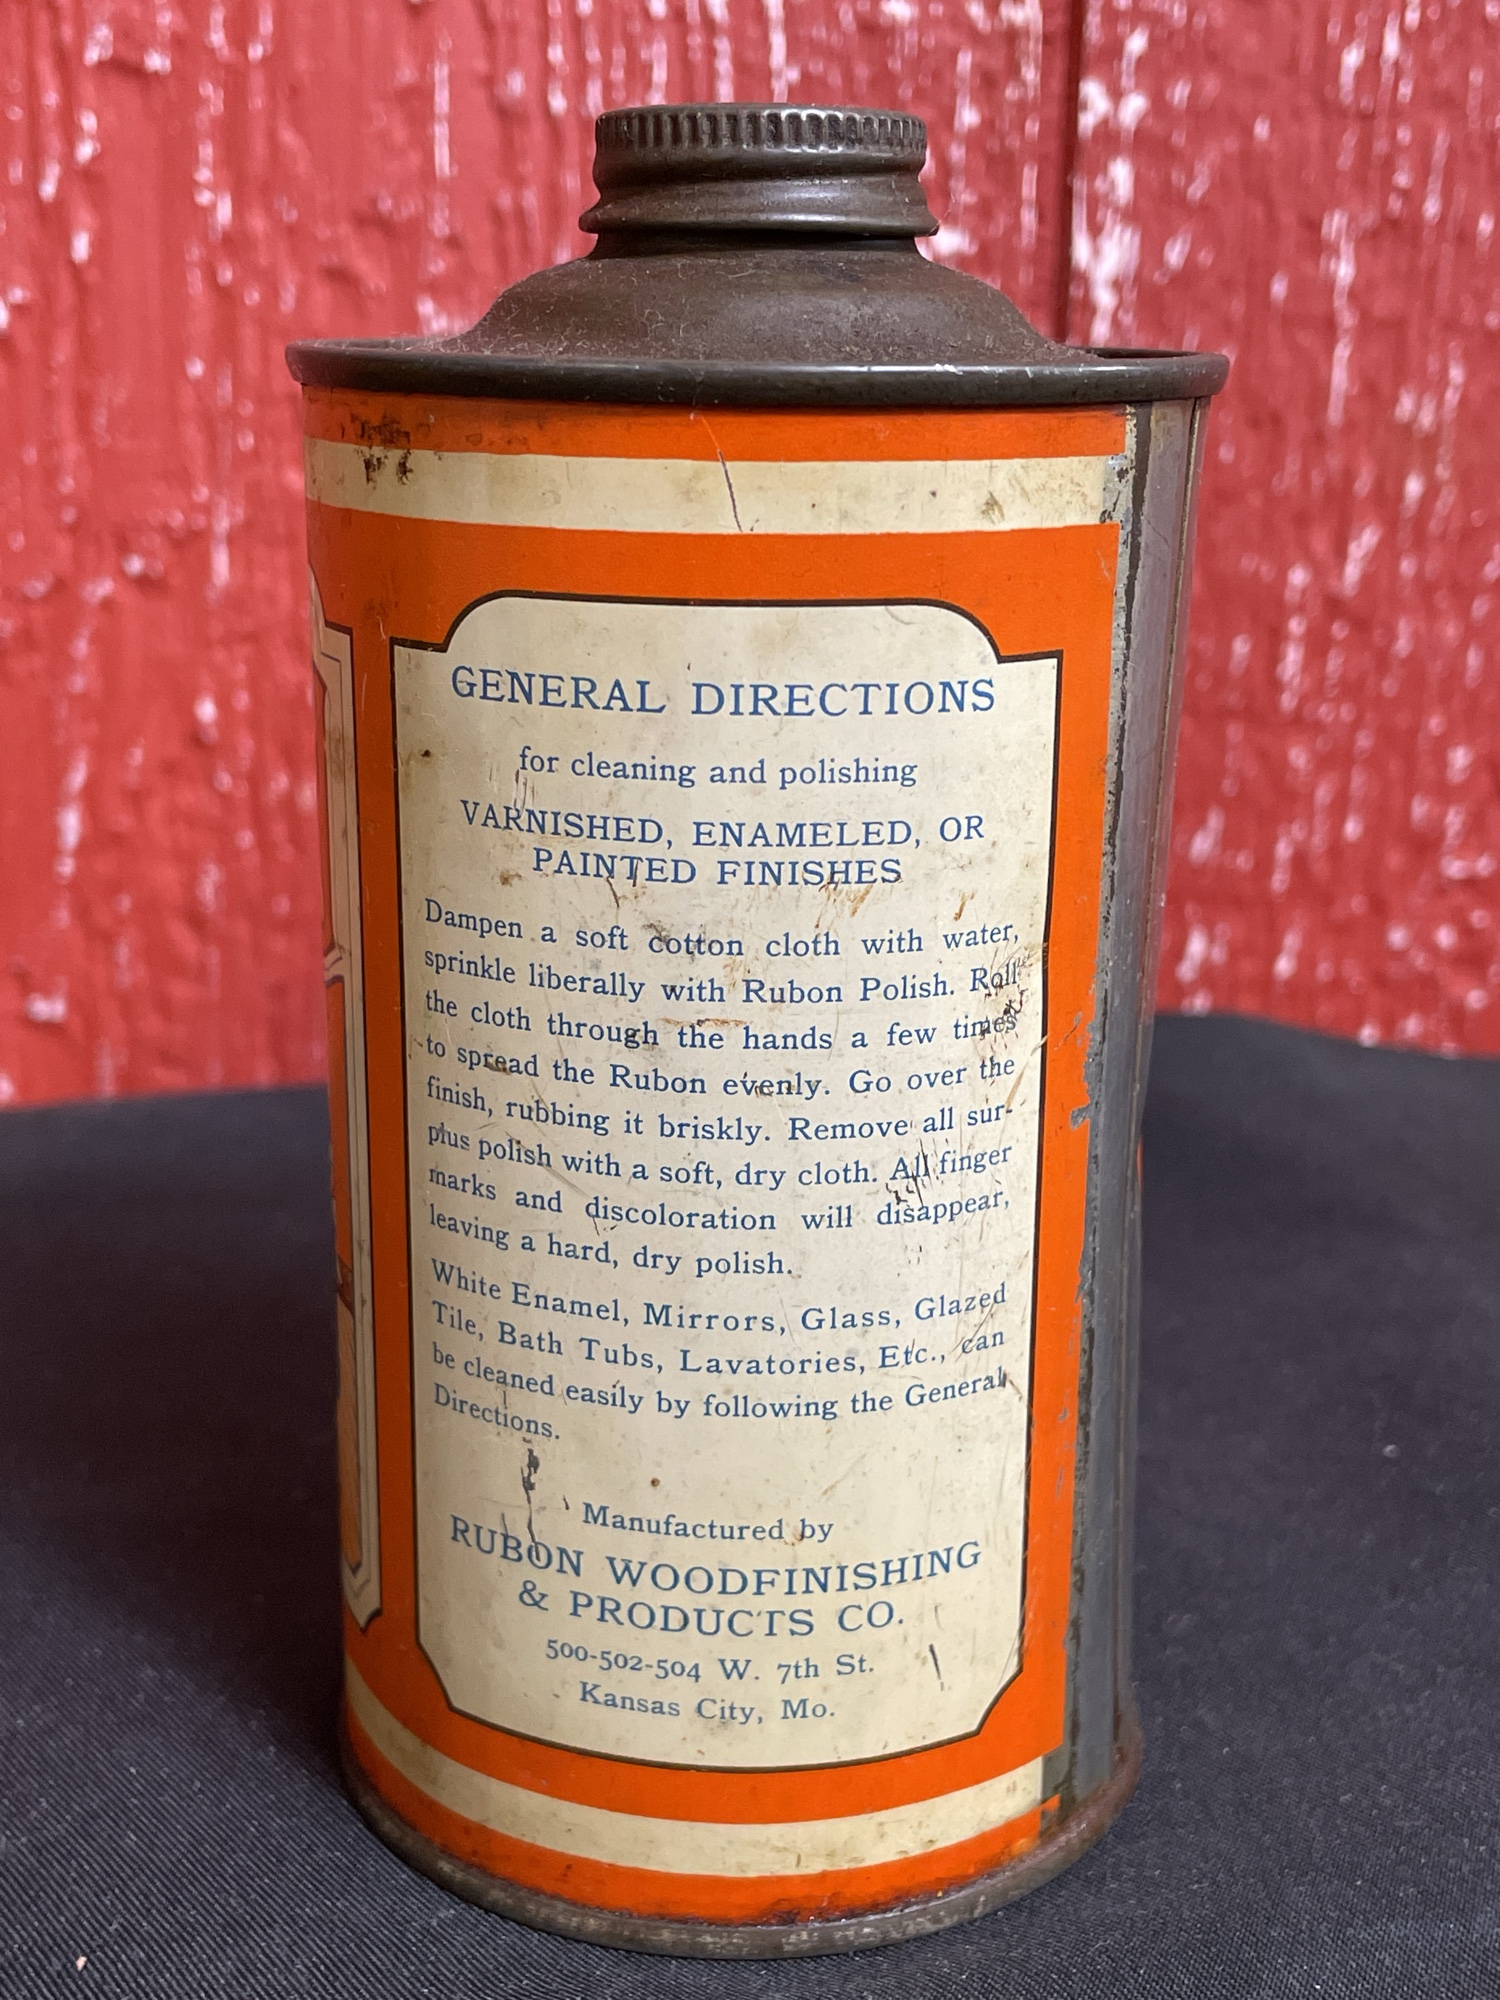 GENERAL DIRECTIONS
for cleaning and polishing
VARNISHED, ENAMELED, OR
PAINTED FINISHES
Dampen a soft cotton cloth with water,
sprinkle liberally with Rubon Polish. Roll
the cloth through the hands a few times
to spread the Rubon evenly. Go over the
finish, rubbing it briskly. Remove all sur-
plus polish with a soft, dry cloth. All finger
marks and discoloration will disappear,
leaving a hard, dry polish.
White Enamel, Mirrors, Glass, Glazed
Tile, Bath Tubs, Lavatories, Etc., can
be cleaned easily by following the General
Directions.
Manufactured by
RUBON WOODFINISHING
& PRODUCTS CO.
500-502-504 W. 7th St.
Kansas City, Mo.